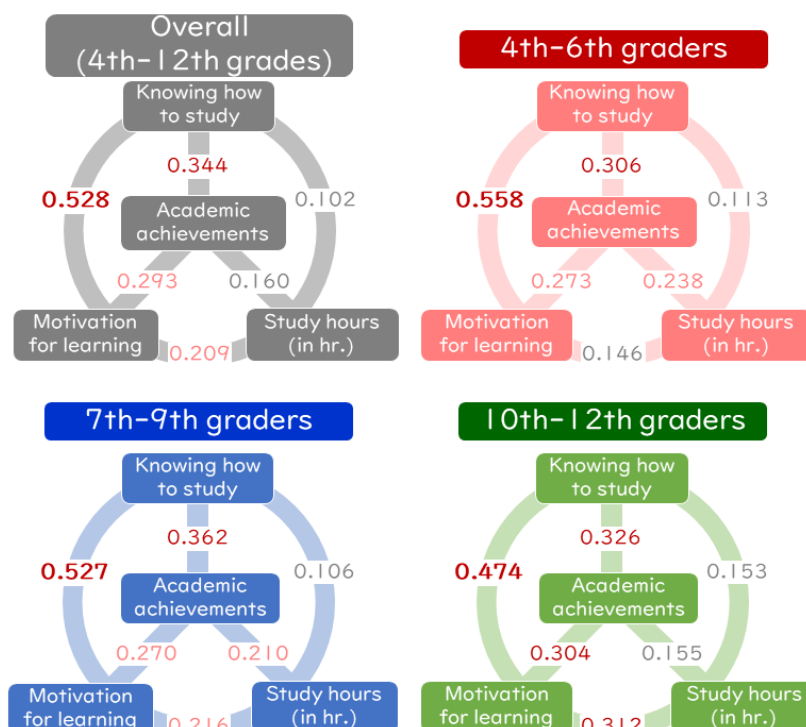 Overall
(4th-12th grades)
Knowing how
to study
0.344
0.528
0.102
Academic
achievements
0.293
0.160
Motivation
for learning
Study hours
(in hr.)
0.209
4th-6th graders
Knowing how
to study
0.306
0.558
0.113
Academic
achievements
0.273
0.238
Motivation
for learning
Study hours
(in hr.)
0.146
7th-9th graders
Knowing how
to study
0.362
0.527
0.106
Academic
achievements
0.270
0.210
Motivation
for learning
Study hours
(in hr.)
0.216
10th-12th graders
Knowing how
to study
0.326
0.474
0.153
Academic
achievements
0.304
0.155
Motivation
for learning
Study hours
(in hr.)
0.312